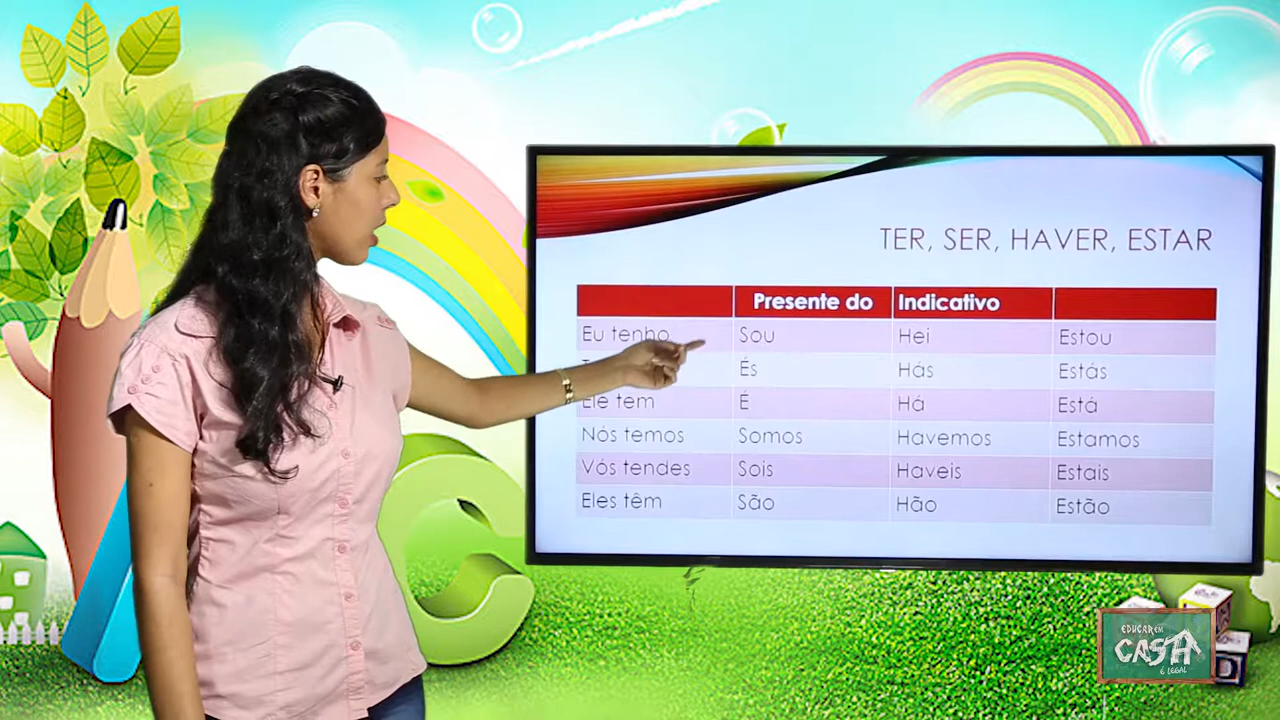 TER, SER, HAVER, ESTAR
Presente do Indicativo
Eu tenho Sou Hei Estou
És Hás Estás
Ele tem É Há Está
Nós temos Somos Havemos Estamos
Vós tendes Sois Haveis Estais
Eles têm São Hão Estão
EDUCAR EM
CASA
É LEGAL